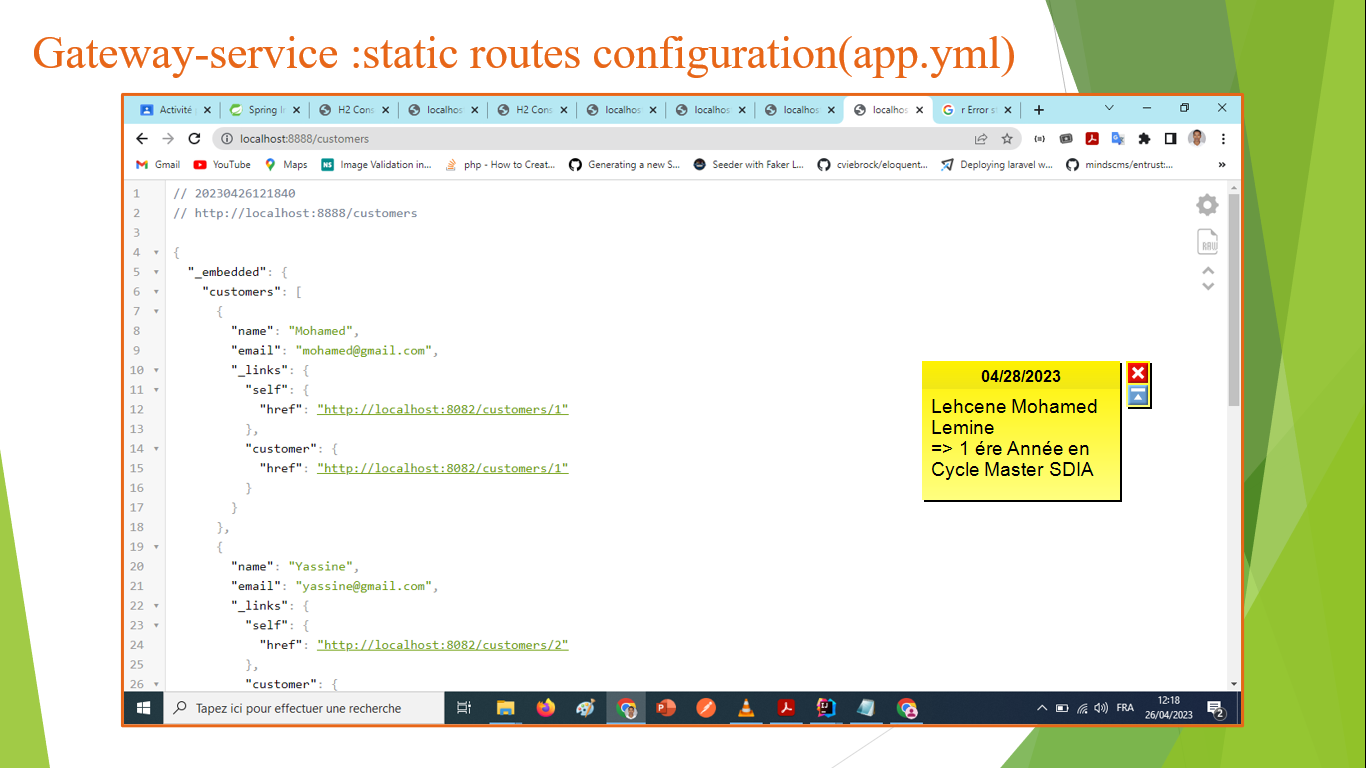 Gateway-service :static routes configuration(app.yml)
Activité
Spring I
H2 Cons
localhos
H2 Cons
localhos
localhos
localhos
localhos
r Error s
localhost:8888/customers
Gmail
YouTube
Maps
NS
Image Validation in...
php - How to Creat...
Generating a new S...
Seeder with Faker L...
cviebrock/eloquent...
Deploying laravel w...
mindscms/entrust:...
»
1 // 20230426121840
2 // http://localhost:8888/customers
3
4 {
5 "_embedded": {
6 "customers": [
7 {
8 "name": "Mohamed",
9 "email": "mohamed@gmail.com",
10 "_links": {
11 "self": {
12 "href": "http://localhost:8082/customers/1"
13 },
14 "customer": {
15 "href": "http://localhost:8082/customers/1"
16 }
17 }
18 },
19 {
20 "name": "Yassine",
21 "email": "yassine@gmail.com",
22 "_links": {
23 "self": {
24 "href": "http://localhost:8082/customers/2"
25 },
26 "customer": {
RAW
04/28/2023
Lehcene Mohamed
Lemine
=> 1 ére Année en
Cycle Master SDIA
Tapez ici pour effectuer une recherche
FRA
12:18
26/04/2023
2